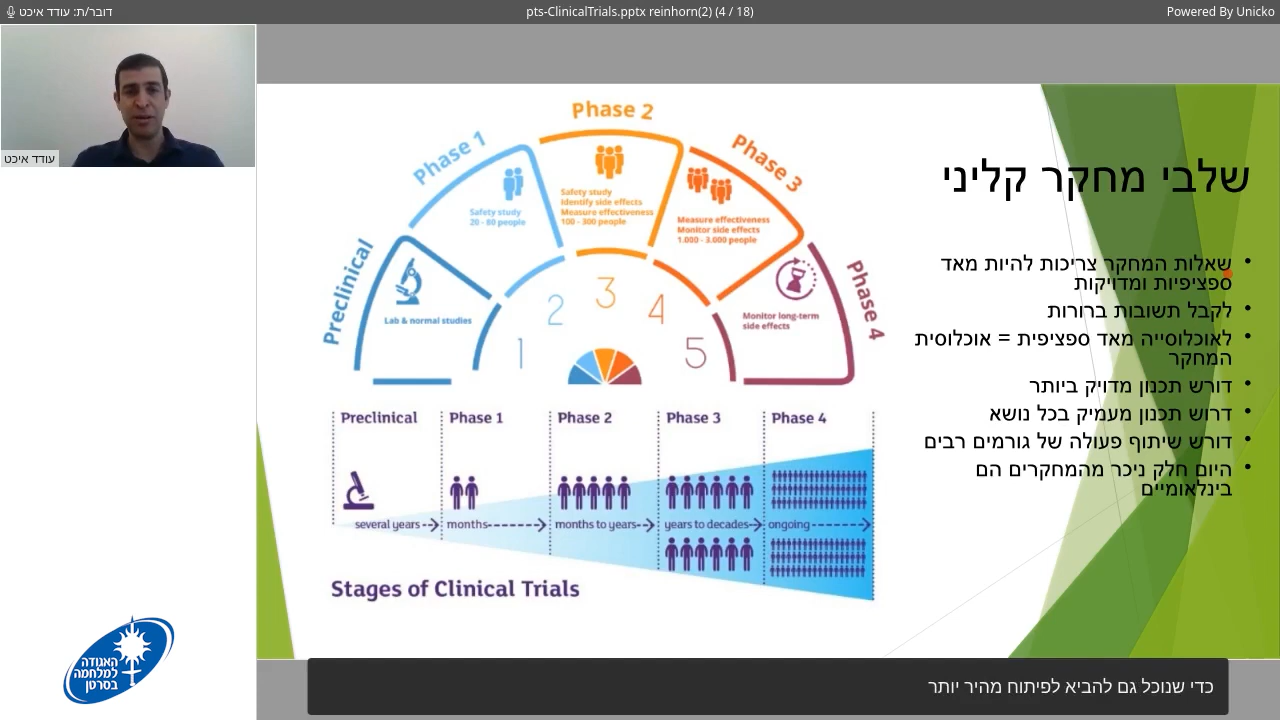 דובר/ת: עודד איכט
pts-ClinicalTrials.pptx reinhorn(2) (4 / 18)
Powered By Unicko
עודד איכט
שלבי מחקר קליני
• שאלות המחקר צריכות להיות מאד
ספציפיות ומדויקות
• לקבל תשובות ברורות
• לאוכלוסייה מאד ספציפית = אוכלוסית
המחקר
• דורש תכנון מדויק ביותר
• דרוש תכנון מעמיק בכל נושא
• דורש שיתוף פעולה של גורמים רבים
• היום חלק ניכר מהמחקרים הם
בינלאומיים
Preclinical
Lab & normal studies
1
Phase 1
Safety study
20 - 80 people
2
Phase 2
Safety study
Identify side effects
Measure effectiveness
100 - 300 people
3
Phase 3
Measure effectiveness
Monitor side effects
1.000 - 3.000 people
4
Phase 4
Monitor long-term
side effects
5
Preclinical Phase 1 Phase 2 Phase 3 Phase 4
several years months months to years years to decades ongoing
Stages of Clinical Trials
האגודה
למלחמה
בסרטן
כדי שנוכל גם להביא לפיתוח מהיר יותר